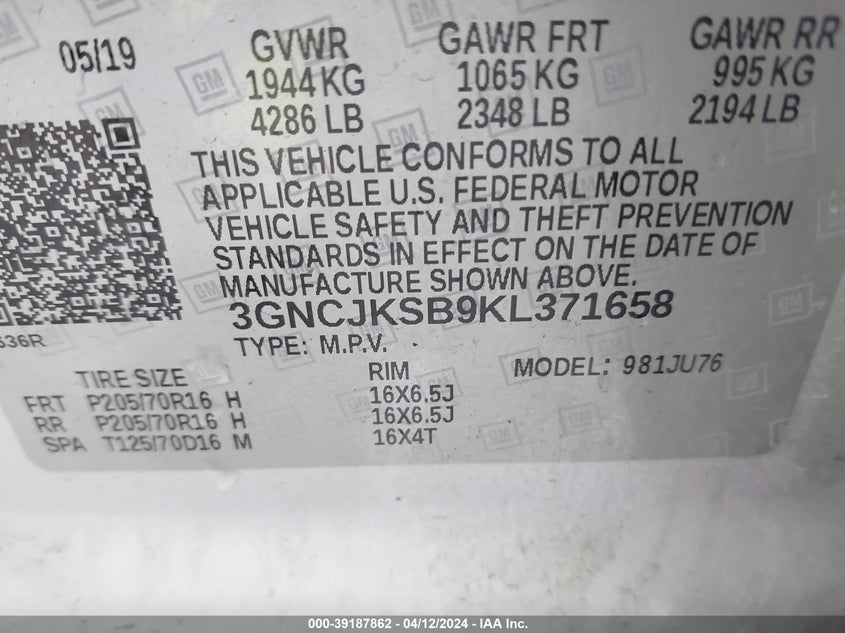 05/19 GVWR GAWR FRT GAWR RR
1944 KG 1065 KG 995 KG
4286 LB 2348 LB 2194 LB
THIS VEHICLE CONFORMS TO ALL
APPLICABLE U.S. FEDERAL MOTOR
VEHICLE SAFETY AND THEFT PREVENTION
STANDARDS IN EFFECT ON THE DATE OF
MANUFACTURE SHOWN ABOVE.
3GNCJKSB9KL371658
636R TYPE: M.P.V. MODEL: 981JU76
TIRE SIZE RIM
FRT P205/70R16 H 16X6.5J
RR P205/70R16 H 16X6.5J
SPA T125/70D16 M 16X4T
000-39187862 - 04/12/2024 - IAAI Inc.